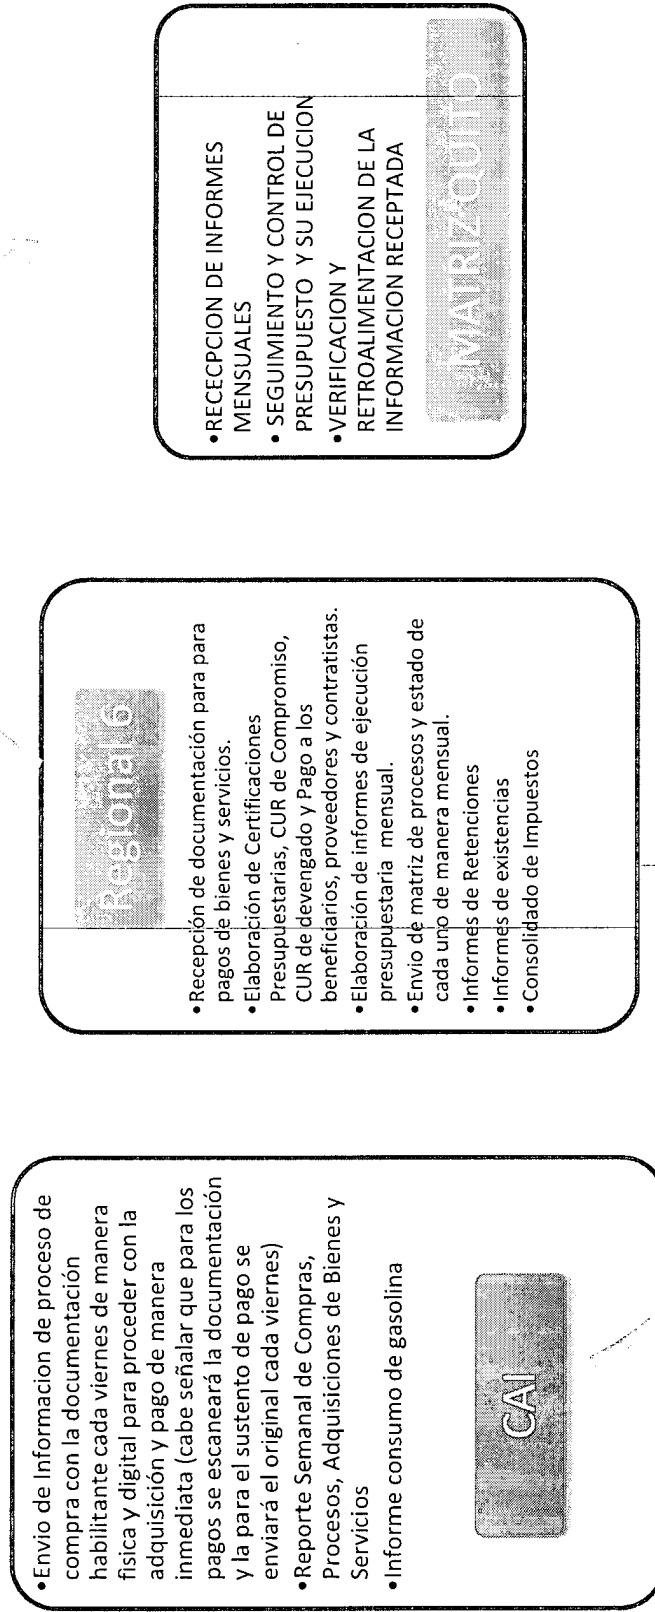 •Envio de Informacion de proceso de
compra con la documentación
habilitante cada viernes de manera
fisica y digital para proceder con la
adquisición y pago de manera
inmediata (cabe señalar que para los
pagos se escaneará la documentación
y la para el sustento de pago se
enviará el original cada viernes)
•Reporte Semanal de Compras,
Procesos, Adquisiciones de Bienes y
Servicios
•Informe consumo de gasolina
CAI
Regional 6
•Recepción de documentación para para
pagos de bienes y servicios.
•Elaboración de Certificaciones
Presupuestarias, CUR de Compromiso,
CUR de devengado y Pago a los
beneficiarios, proveedores y contratistas.
•Elaboración de informes de ejecución
presupuestaria mensual.
•Envio de matriz de procesos y estado de
cada uno de manera mensual.
•Informes de Retenciones
•Informes de existencias
•Consolidado de Impuestos
•RECECPCION DE INFORMES
MENSUALES
• SEGUIMIENTO Y CONTROL DE
PRESUPUESTO Y SU EJECUCION
•VERIFICACION Y
RETROALIMENTACION DE LA
INFORMACION RECEPTADA
MATRIZ QUITO